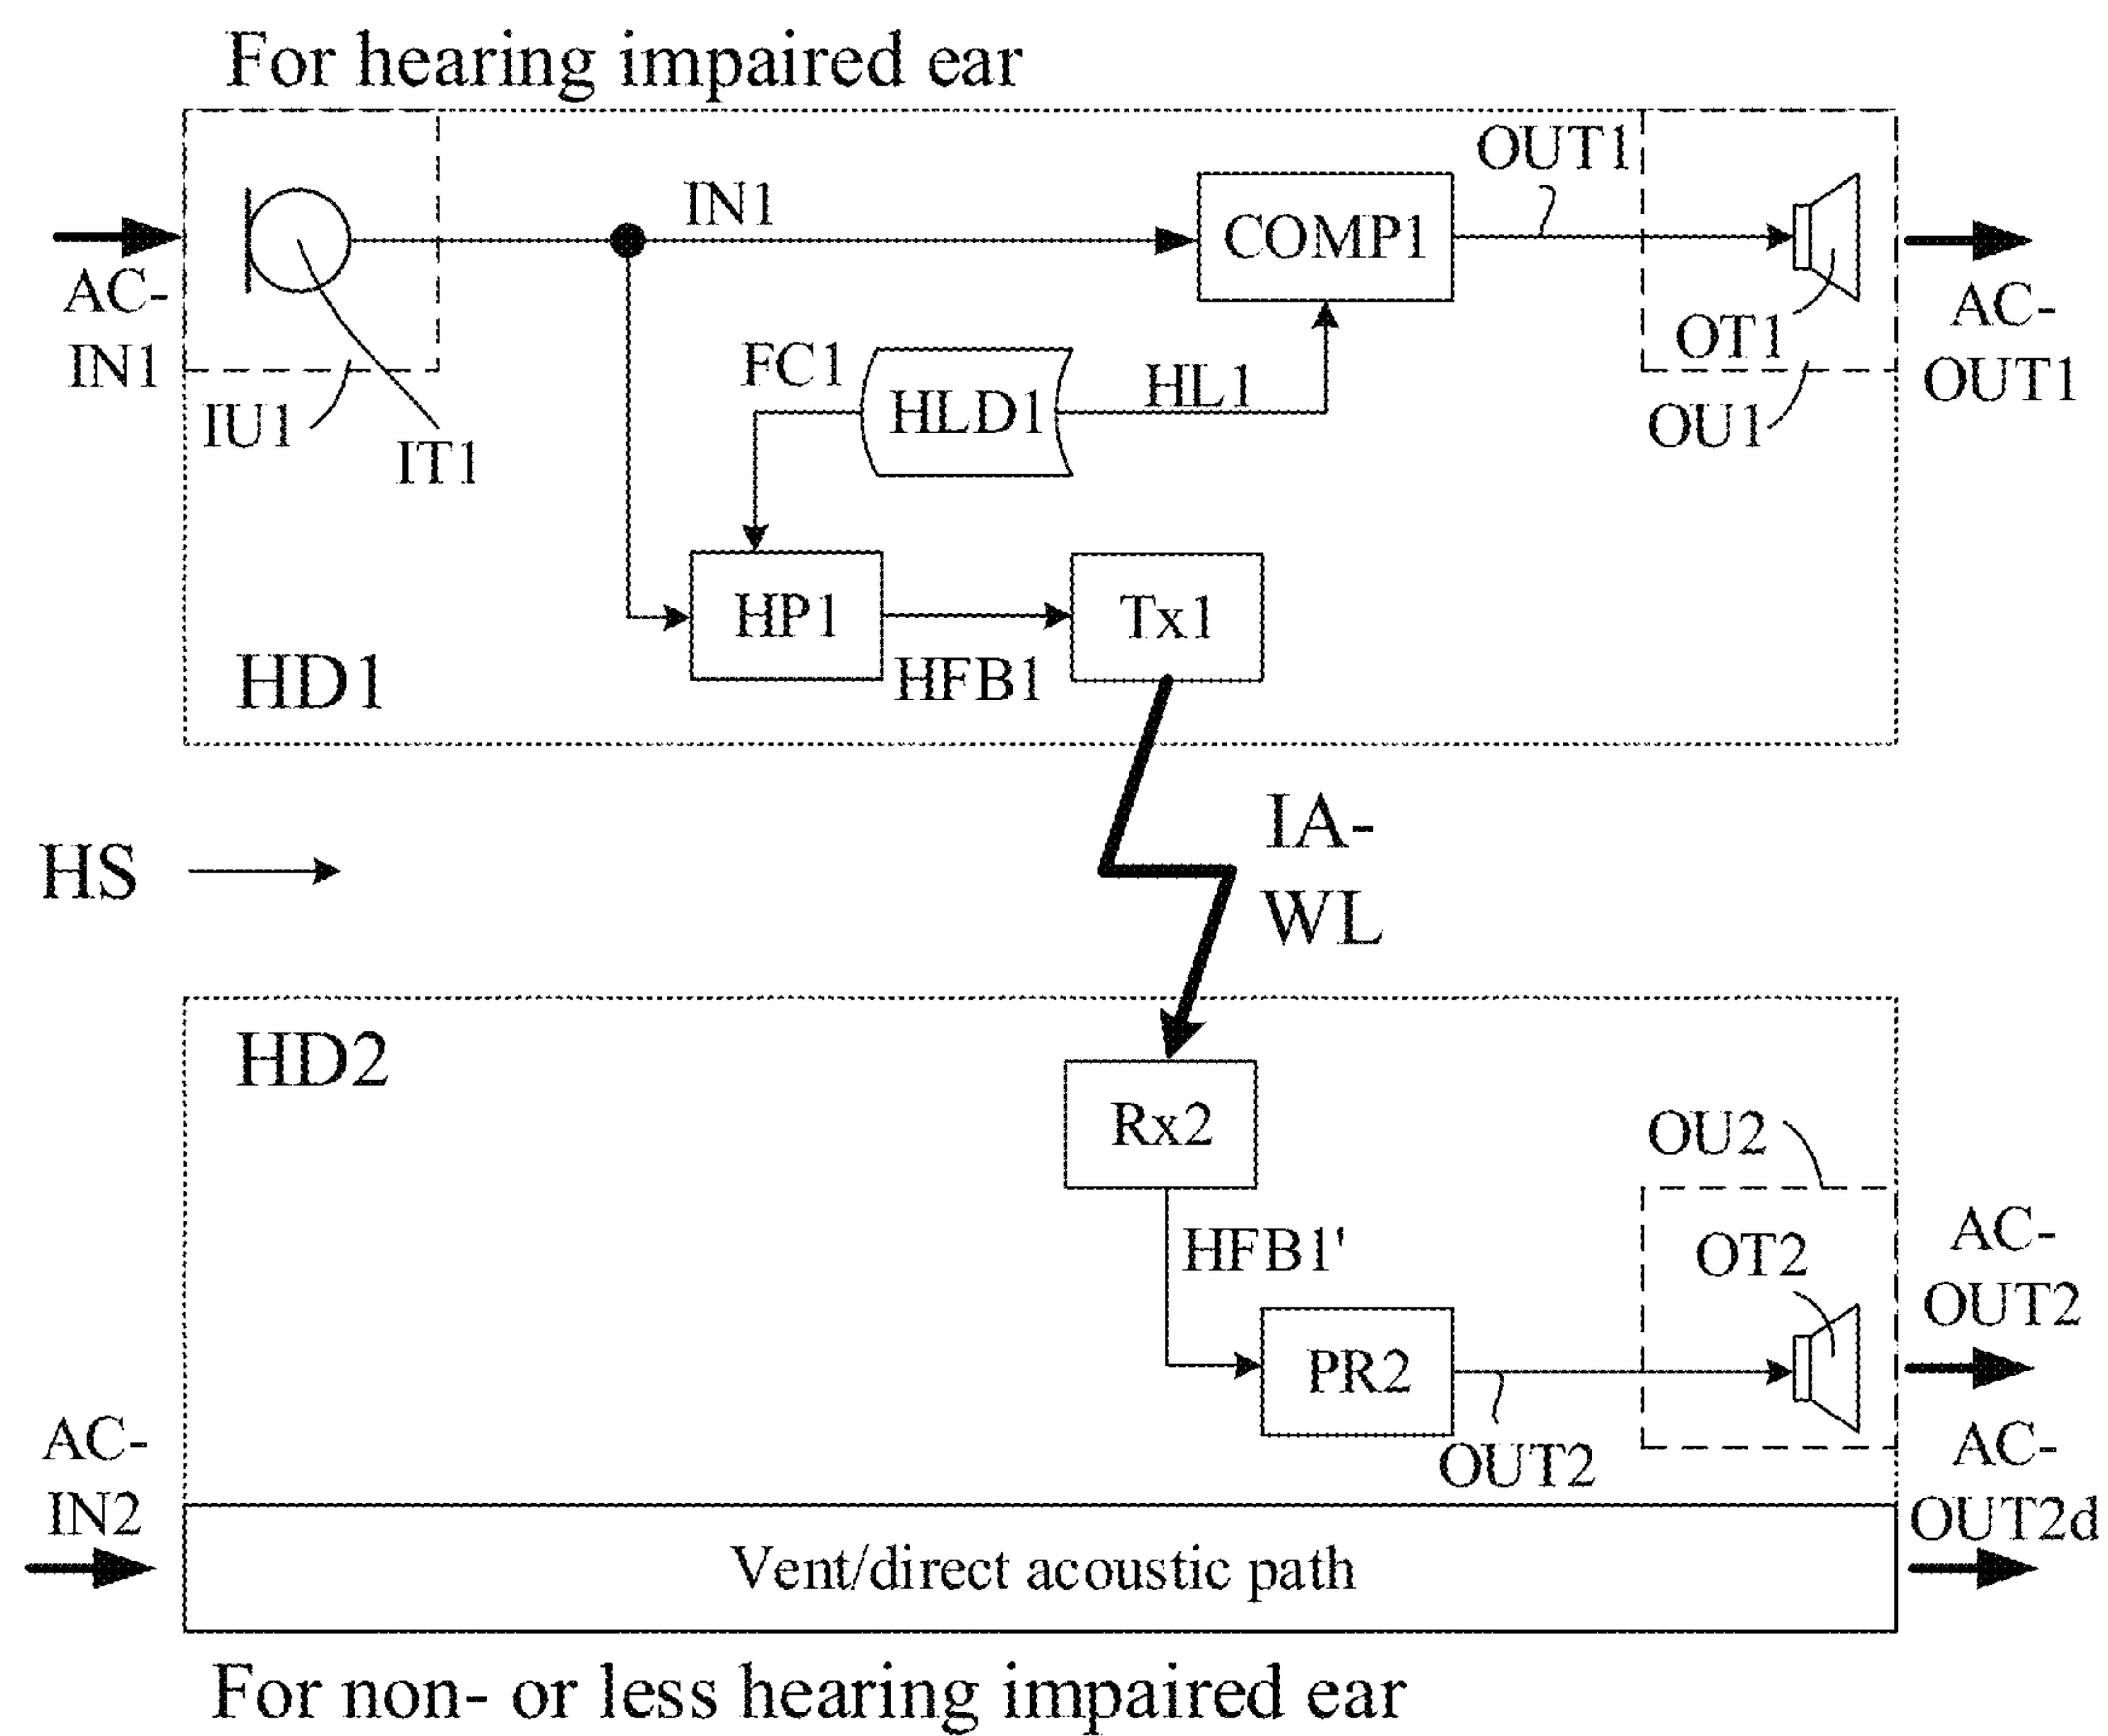 For hearing impaired ear
OUT1
IN1
COMP1
AC-
IN1
AC-
OUT1
OT1
FC1
HLD1
HL1
IU1
IT1
OU1
HP1
Tx1
HFB1
HD1
IA-
WL
HS
HD2
Rx2
OU2
HFB1'
OT2
AC-
OUT2
PR2
OUT2
AC-
IN2
AC-
OUT2d
Vent/direct acoustic path
For non- or less hearing impaired ear